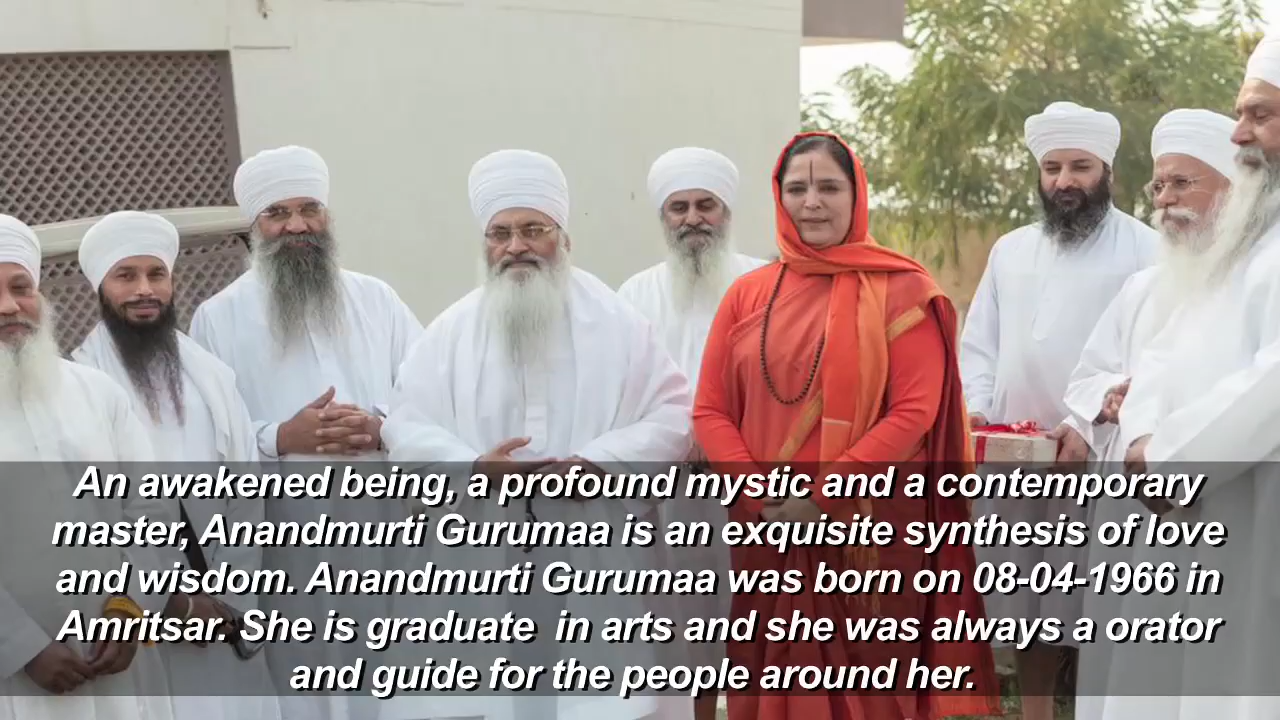 An awakened being, a profound mystic and a contemporary
master, Anandmurti Gurumaa is an exquisite synthesis of love
and wisdom. Anandmurti Gurumaa was born on 08-04-1966 in
Amritsar. She is graduate  in arts and she was always a orator
and guide for the people around her.